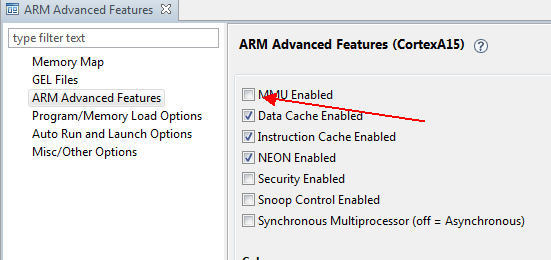 ARM Advanced Features
type filter text
Memory Map
GEL Files
ARM Advanced Features
Program/Memory Load Options
Auto Run and Launch Options
Misc/Other Options
ARM Advanced Features (CortexA15)
MMU Enabled
Data Cache Enabled
Instruction Cache Enabled
NEON Enabled
Security Enabled
Snoop Control Enabled
Synchronous Multiprocessor (off = Asynchronous)